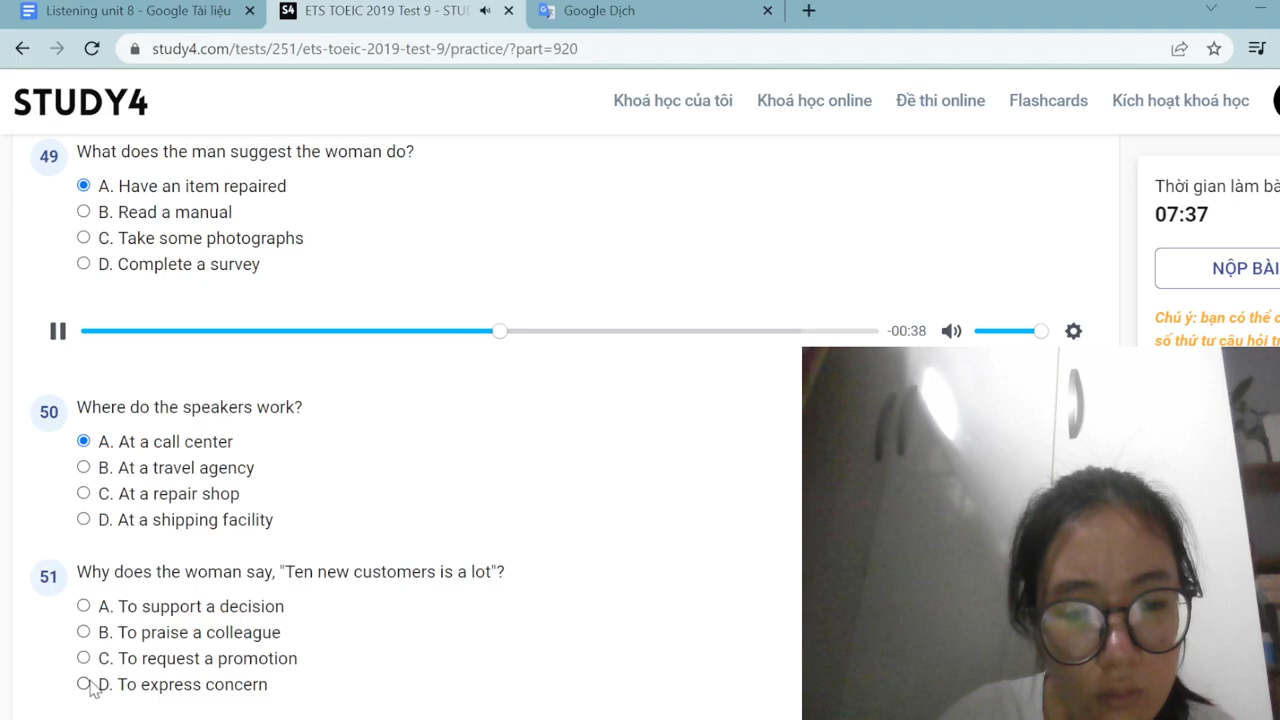 Listening unit 8 - Google Tài liệu
ETS TOEIC 2019 Test 9 - STU
Google Dịch
study4.com/tests/251/ets-toeic-2019-test-9/practice/?part=920
STUDY4
Khoá học của tôi
Khoá học online
Đề thi online
Flashcards
Kích hoạt khoá học
49 What does the man suggest the woman do?
A. Have an item repaired
B. Read a manual
C. Take some photographs
D. Complete a survey
Thời gian làm bà
07:37
NỘP BÀI
Chú ý: bạn có thể c
số thứ tự câu hỏi tr
-00:38
50 Where do the speakers work?
A. At a call center
B. At a travel agency
C. At a repair shop
D. At a shipping facility
51 Why does the woman say, "Ten new customers is a lot"?
A. To support a decision
B. To praise a colleague
C. To request a promotion
D. To express concern